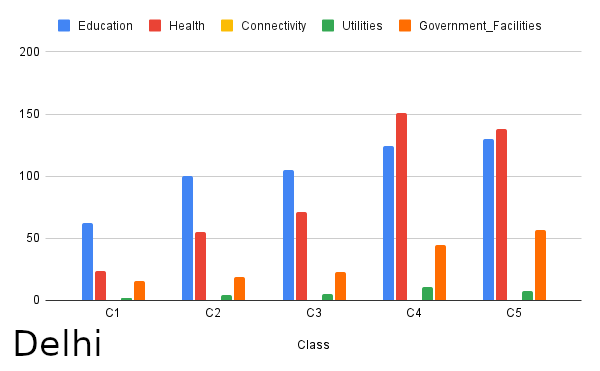 Education Health Connectivity Utilities Government_Facilities
200
150
100
50
0
C1 C2 C3 C4 C5
Class
Delhi